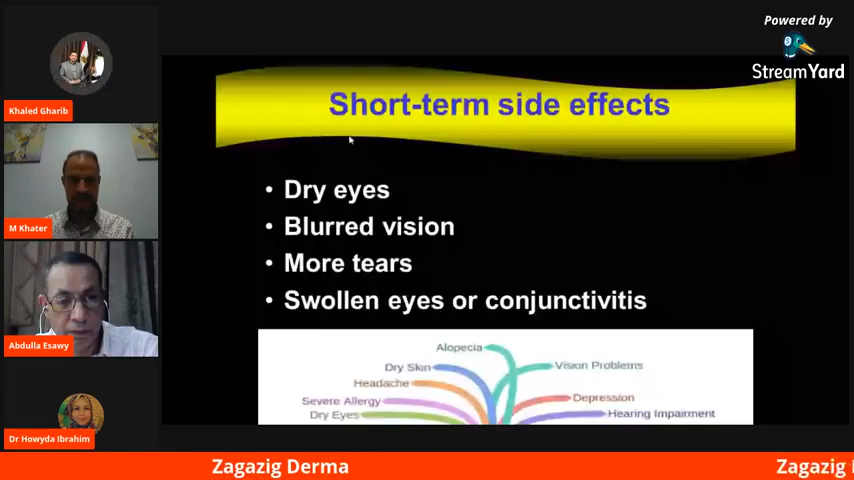 Powered by
StreamYard
Khaled Gharib
M Khater
Abdulla Esawy
Dr Howyda Ibrahim
Short-term side effects
• Dry eyes
• Blurred vision
• More tears
• Swollen eyes or conjunctivitis
Alopecia
Dry Skin
Vision Problems
Headache
Severe Allergy
Depression
Dry Eyes
Hearing Impairment
Zagazig Derma
Zagazig